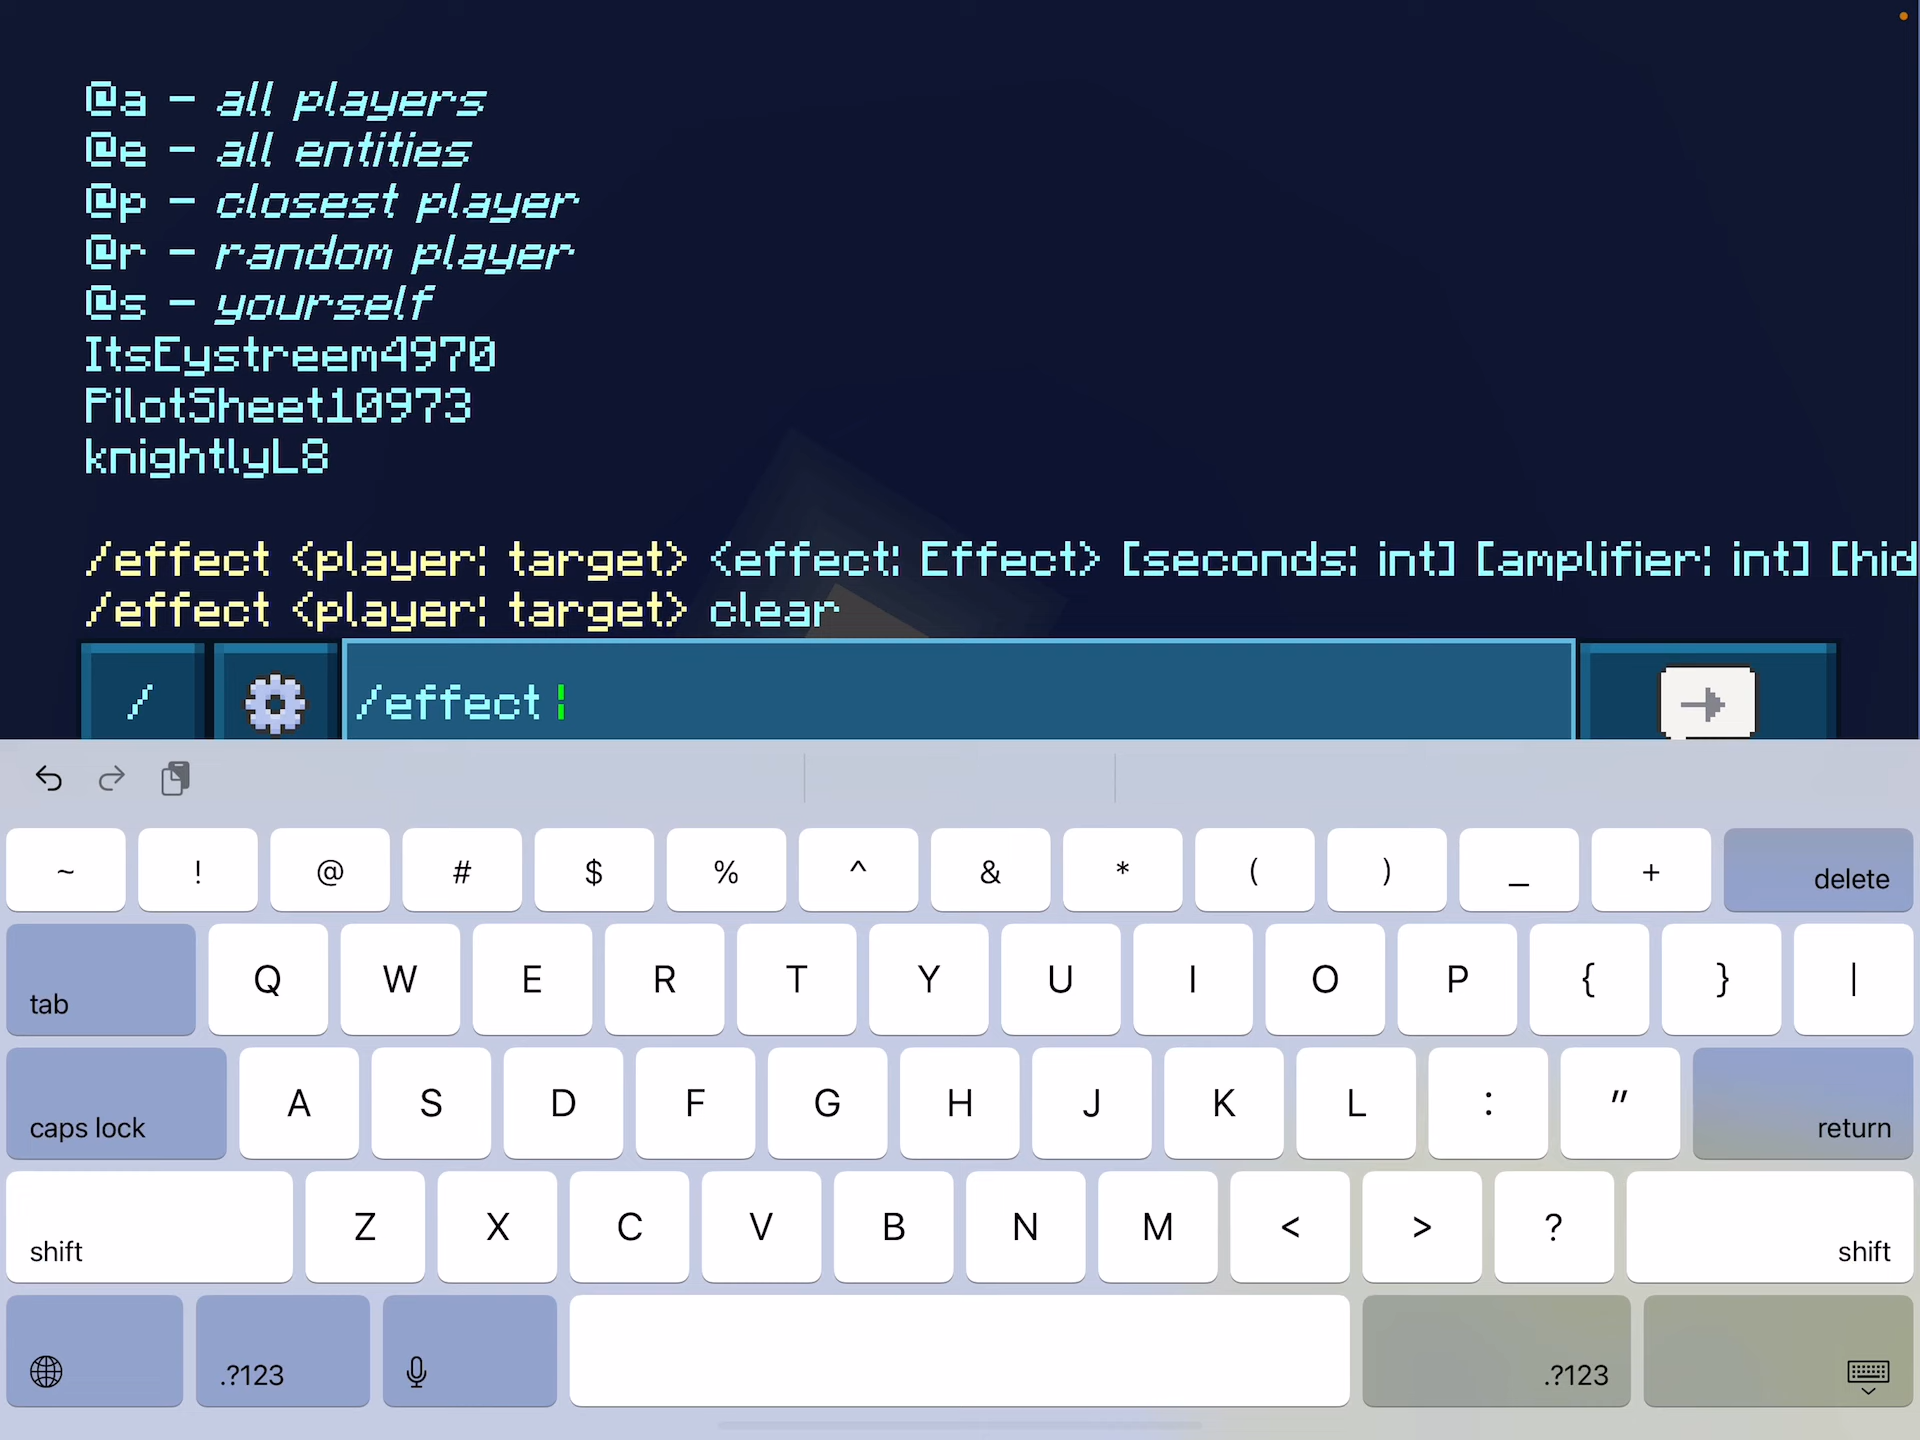 @a - all players
@e - all entities
@p - closest player
@r - random player
@s - yourself
ItsEystreem4970
PilotSheet10973
knightlyL8
/effect <player: target> <effect: Effect> [seconds: int] [amplifier: int] [hid
/effect <player: target> clear
/ /effect
~ ! @ # $ % ^ & * ( ) _ + delete
tab Q W E R T Y U I O P { } |
caps lock A S D F G H J K L : " return
shift Z X C V B N M < > ? shift
.?123 .?123